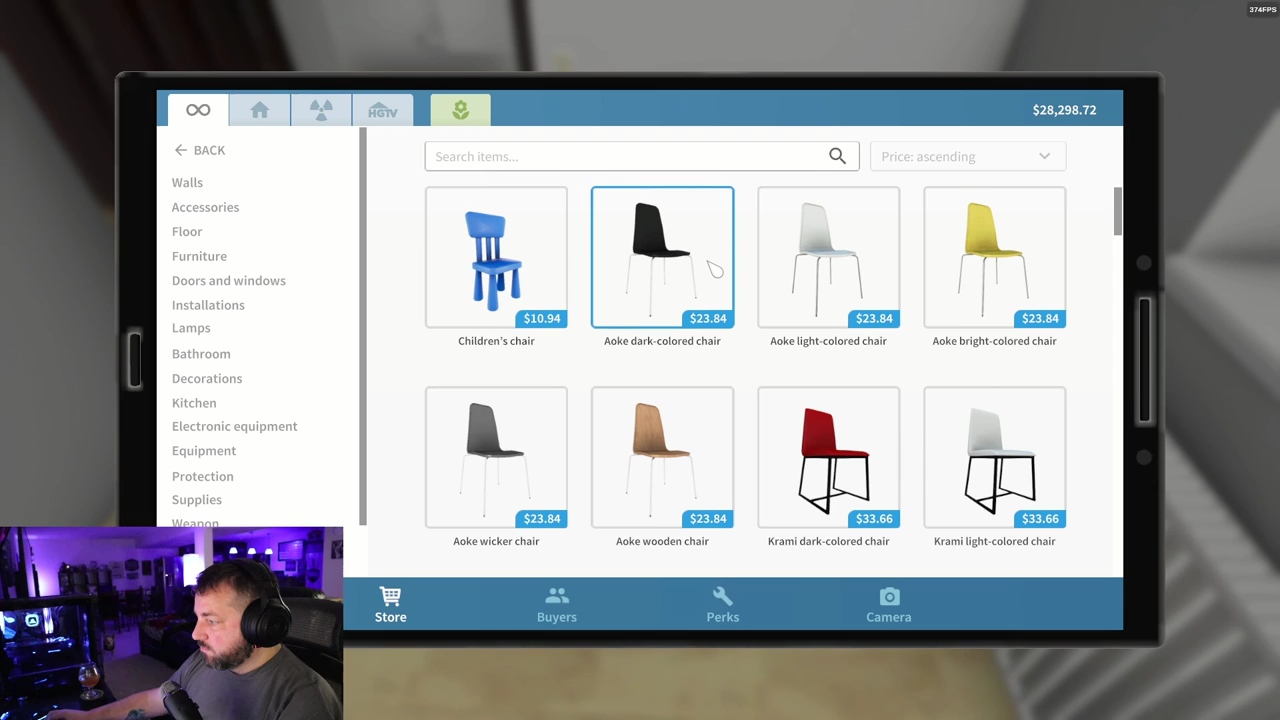 374FPS
HGTV
$28,298.72
BACK
Search items...
Price: ascending
Walls
Accessories
Floor
Furniture
Doors and windows
Installations
Lamps
Bathroom
Decorations
Kitchen
Electronic equipment
Equipment
Protection
Supplies
Weapon
$10.94
$23.84
$23.84
$23.84
Children's chair
Aoke dark-colored chair
Aoke light-colored chair
Aoke bright-colored chair
$23.84
$23.84
$33.66
$33.66
Aoke wicker chair
Aoke wooden chair
Krami dark-colored chair
Krami light-colored chair
Store
Buyers
Perks
Camera